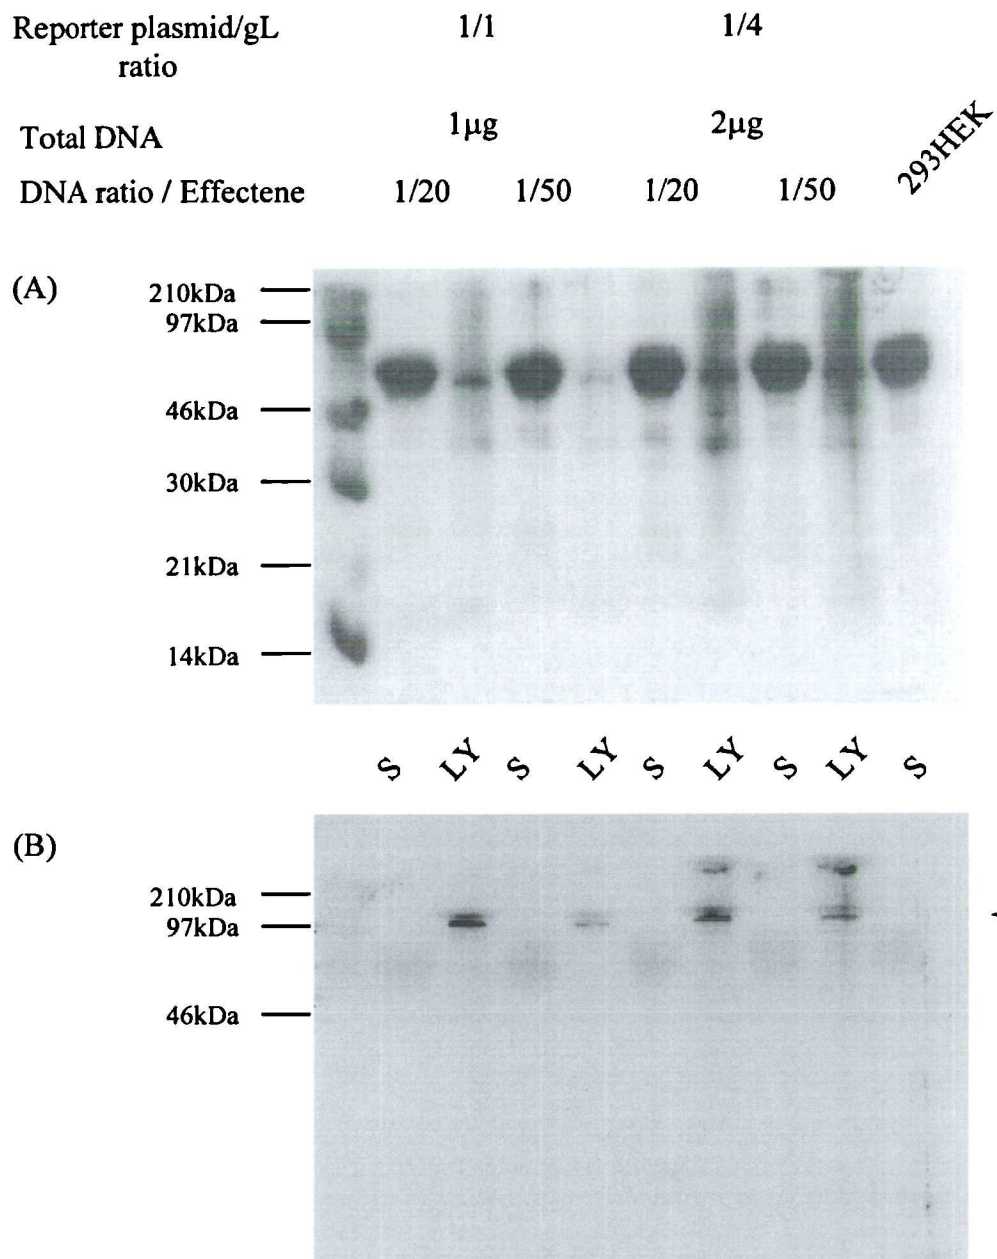 Reporter plasmid/gL 1/1 1/4
ratio
Total DNA 1μg 2μg
DNA ratio / Effectene 1/20 1/50 1/20 1/50 293HEK
(A)
210kDa
97kDa
46kDa
30kDa
21kDa
14kDa
S LY S LY S LY S LY S
(B)
210kDa
97kDa
46kDa